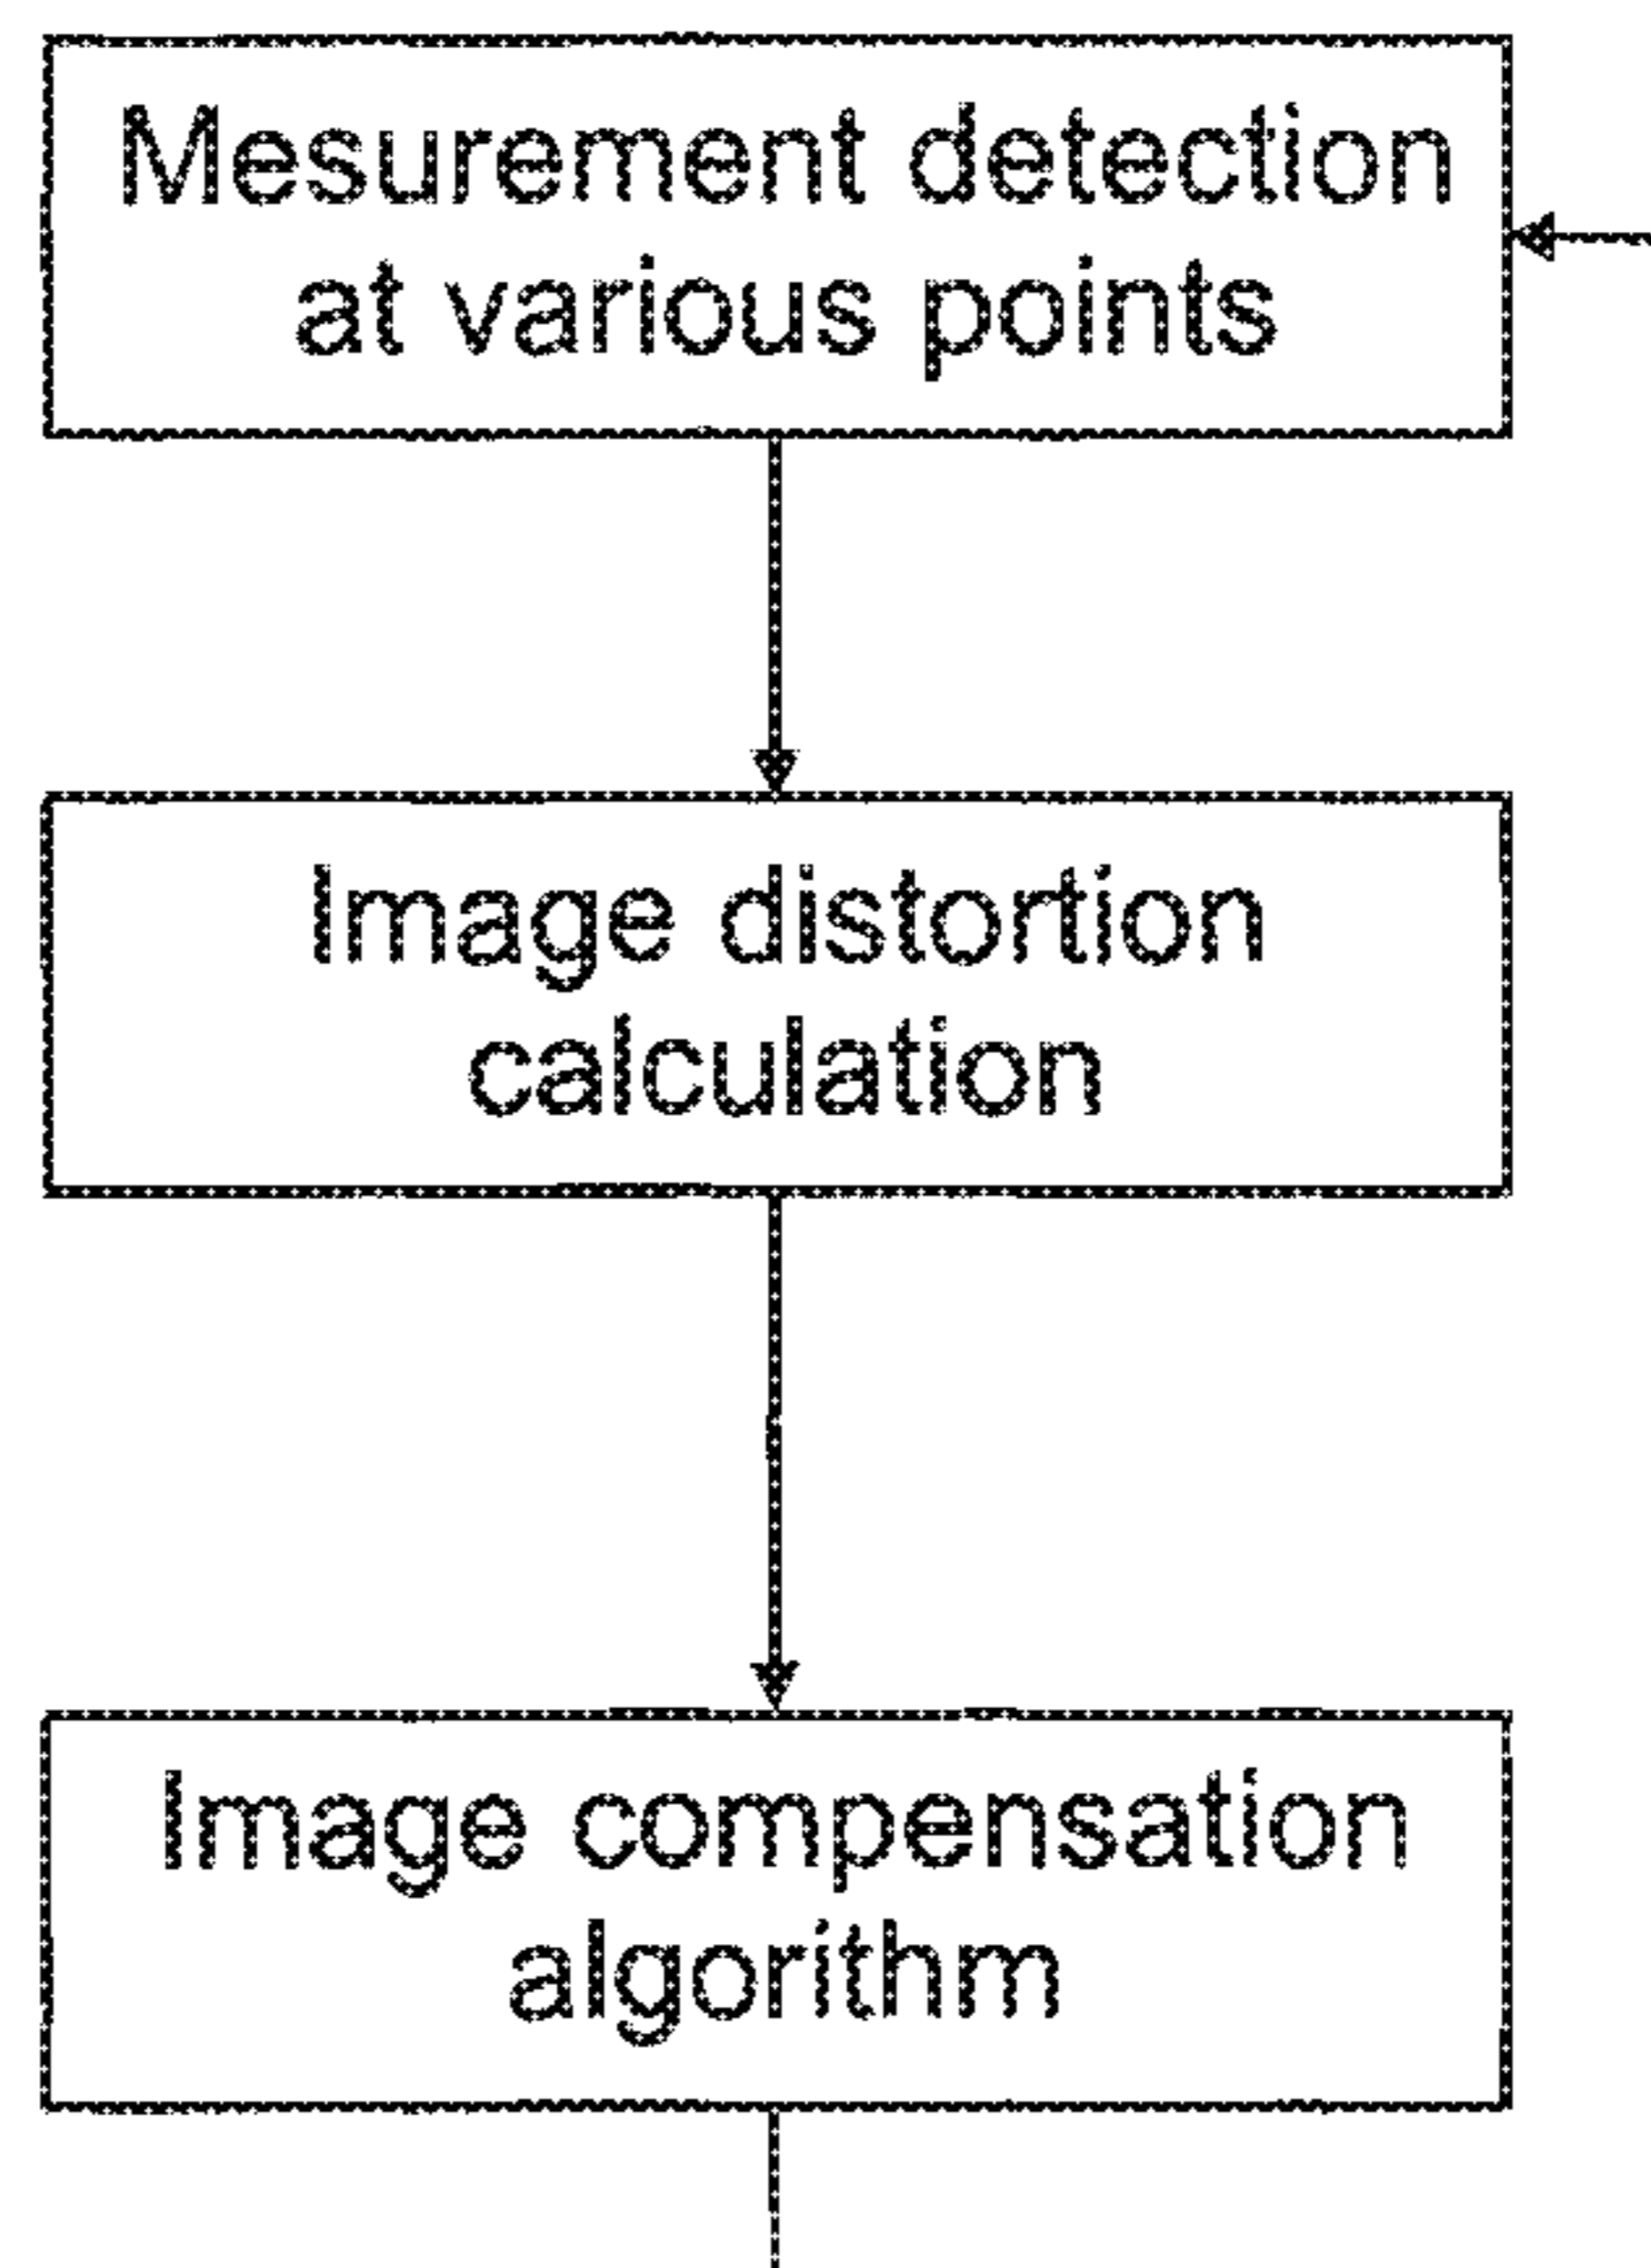 Mesurement detection
at various points
Image distortion
calculation
Image compensation
algorithm